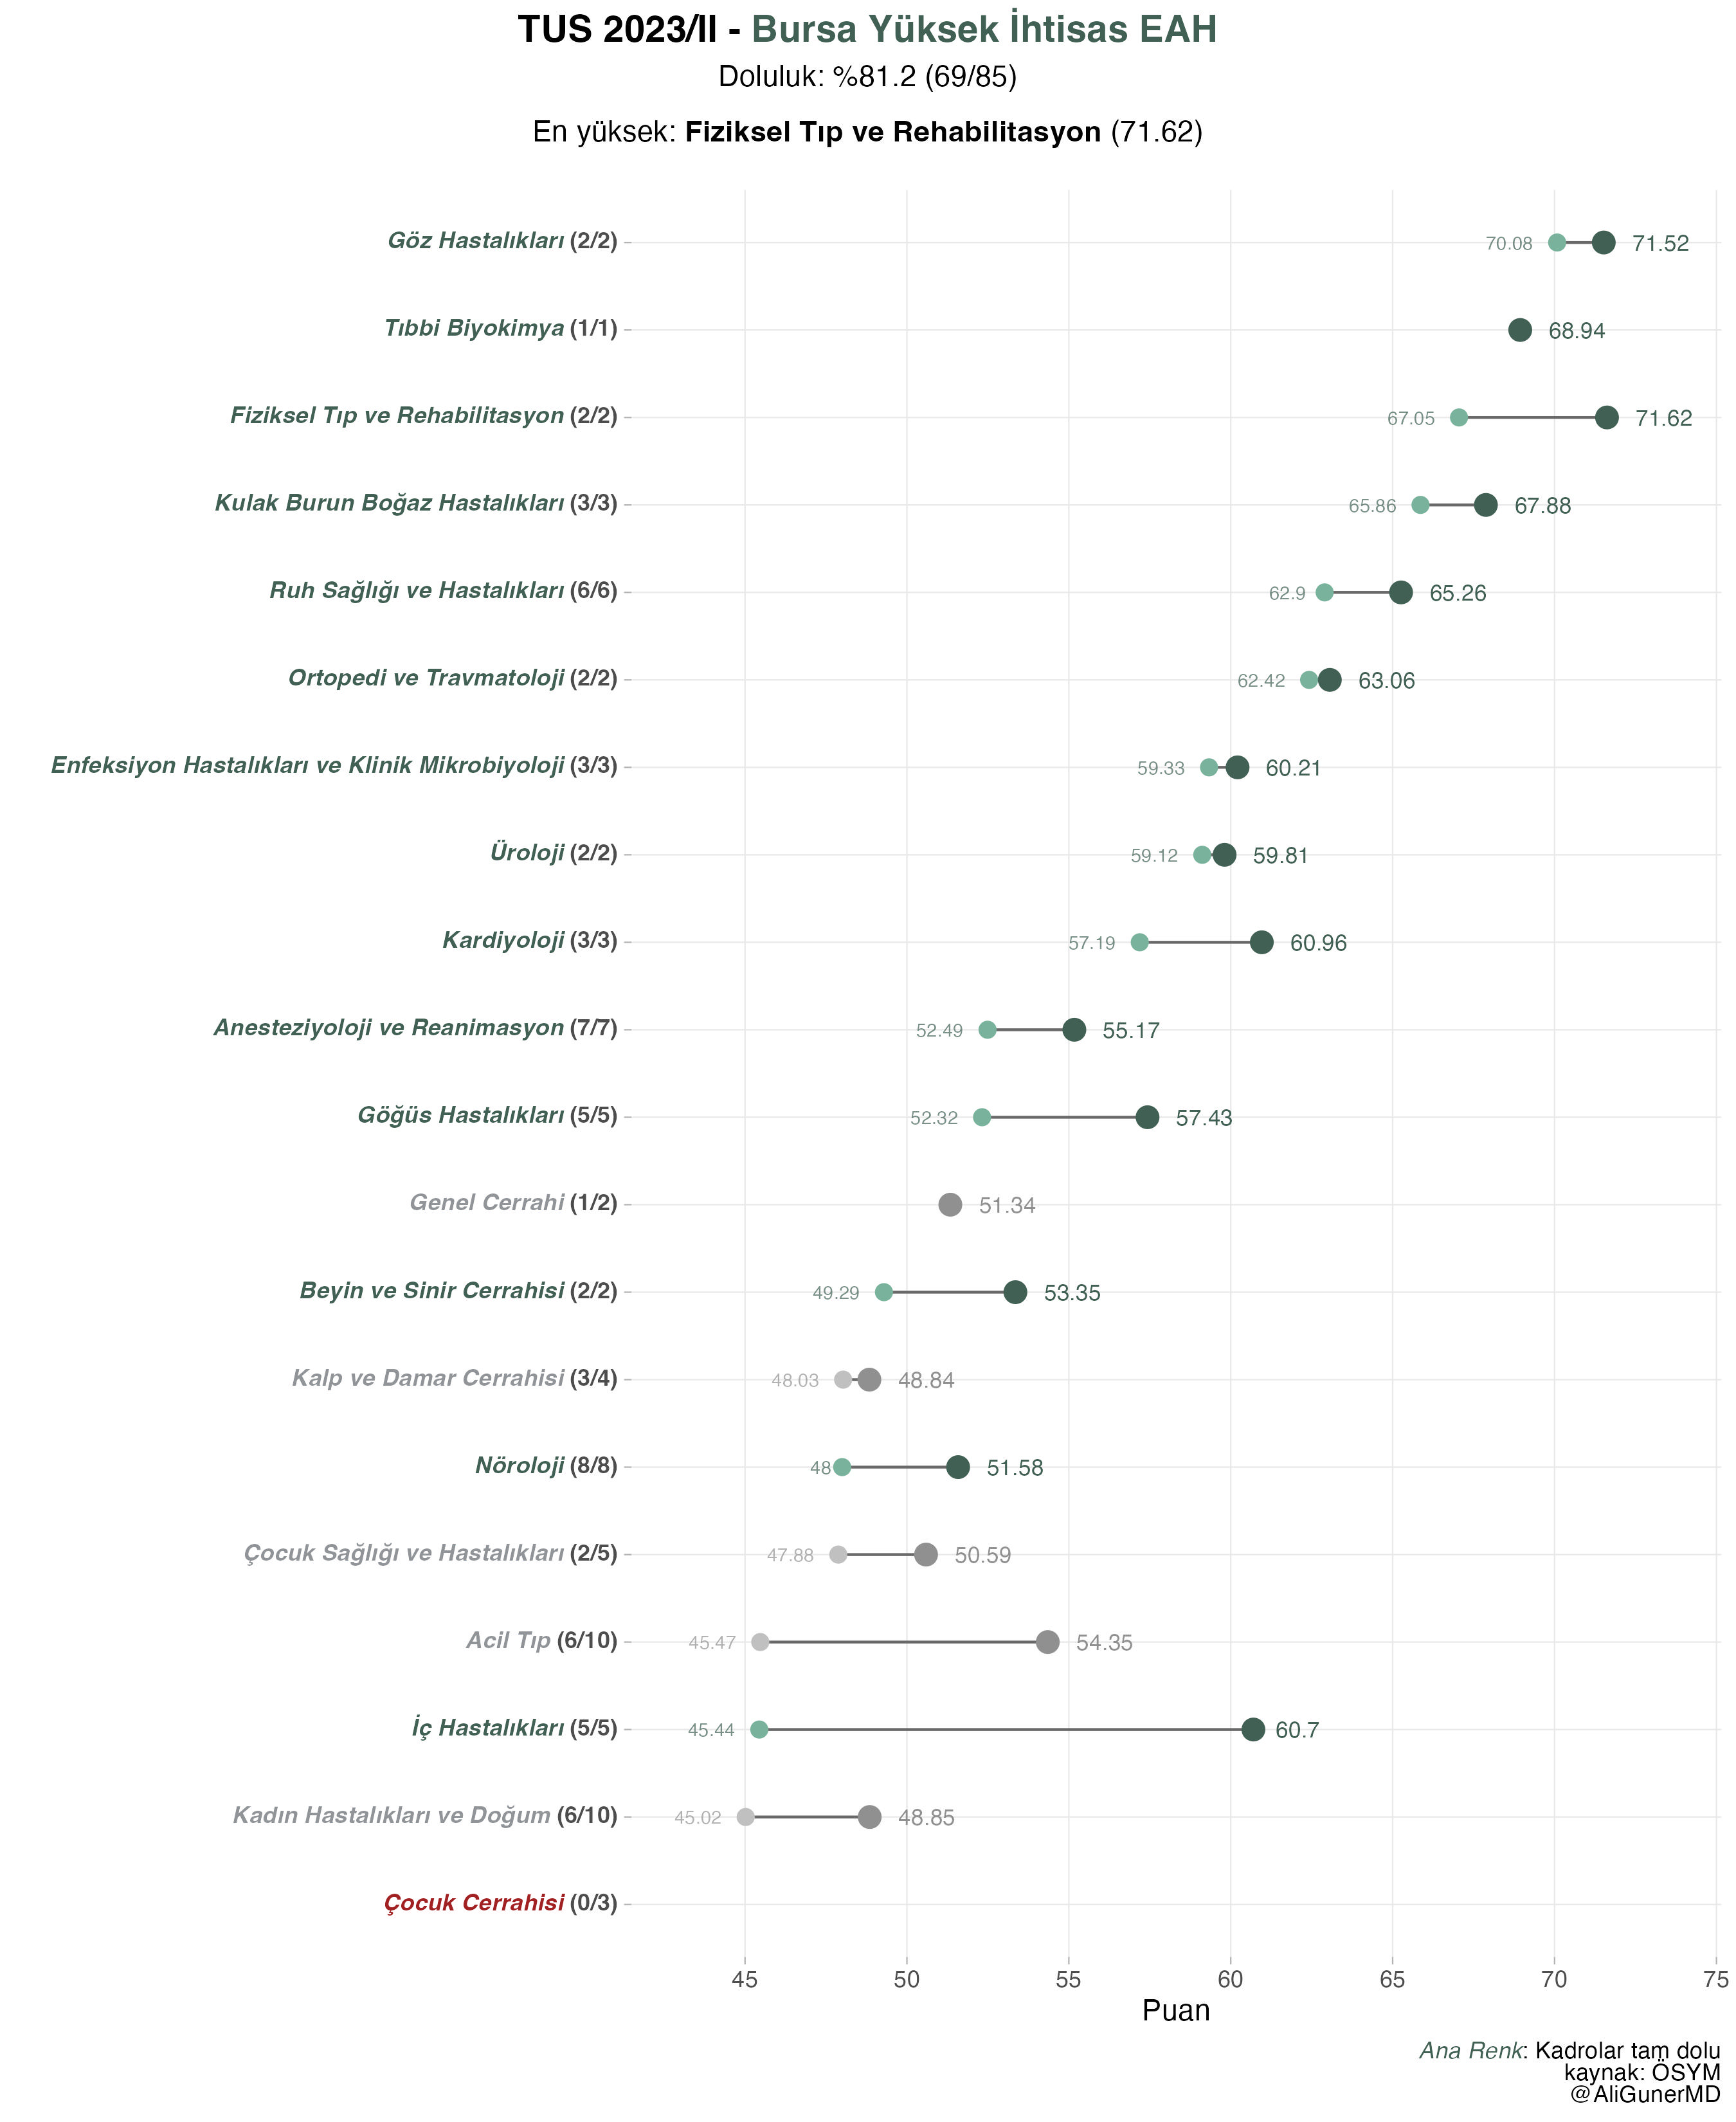 TUS 2023/II - Bursa Yüksek İhtisas EAH
Doluluk: %81.2 (69/85)
En yüksek: Fiziksel Tıp ve Rehabilitasyon (71.62)
Göz Hastalıkları (2/2) 70.08 71.52
Tıbbi Biyokimya (1/1) 68.94
Fiziksel Tıp ve Rehabilitasyon (2/2) 67.05 71.62
Kulak Burun Boğaz Hastalıkları (3/3) 65.86 67.88
Ruh Sağlığı ve Hastalıkları (6/6) 62.9 65.26
Ortopedi ve Travmatoloji (2/2) 62.42 63.06
Enfeksiyon Hastalıkları ve Klinik Mikrobiyoloji (3/3) 59.33 60.21
Üroloji (2/2) 59.12 59.81
Kardiyoloji (3/3) 57.19 60.96
Anesteziyoloji ve Reanimasyon (7/7) 52.49 55.17
Göğüs Hastalıkları (5/5) 52.32 57.43
Genel Cerrahi (1/2) 51.34
Beyin ve Sinir Cerrahisi (2/2) 49.29 53.35
Kalp ve Damar Cerrahisi (3/4) 48.03 48.84
Nöroloji (8/8) 48 51.58
Çocuk Sağlığı ve Hastalıkları (2/5) 47.88 50.59
Acil Tıp (6/10) 45.47 54.35
İç Hastalıkları (5/5) 45.44 60.7
Kadın Hastalıkları ve Doğum (6/10) 45.02 48.85
Çocuk Cerrahisi (0/3)
45 50 55 60 65 70 75
Puan
Ana Renk: Kadrolar tam dolu
kaynak: ÖSYM
@AliGunerMD